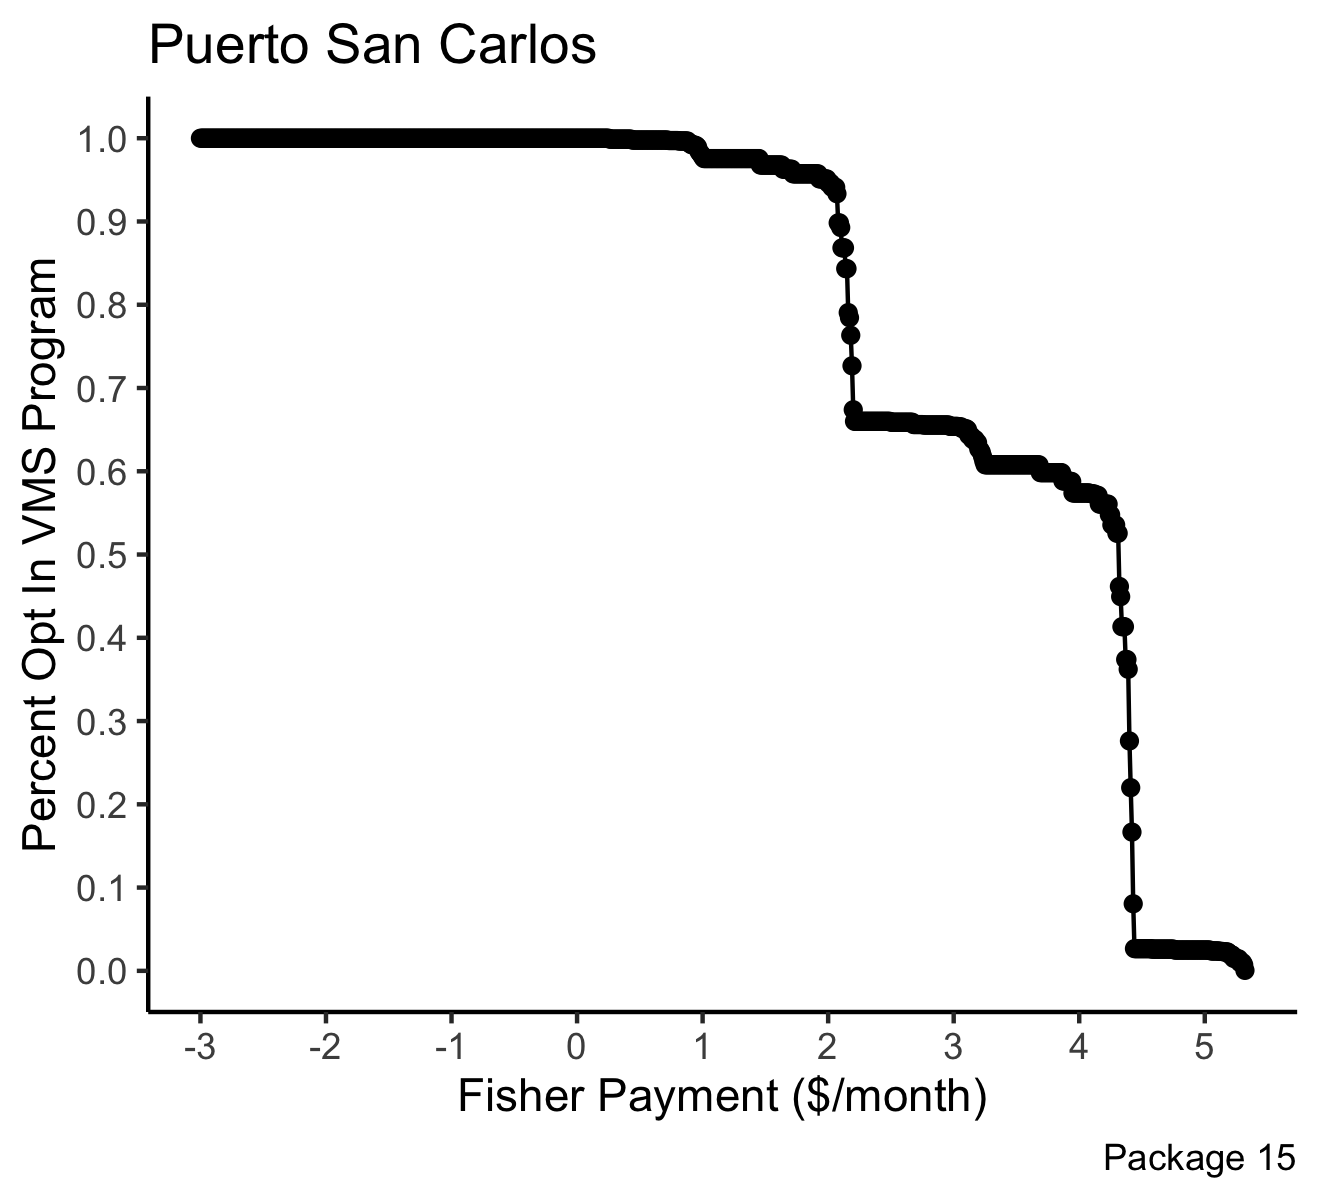 Puerto San Carlos
Percent Opt In VMS Program
1.0
0.9
0.8
0.7
0.6
0.5
0.4
0.3
0.2
0.1
0.0
-3 -2 -1 0 1 2 3 4 5
Fisher Payment ($/month)
Package 15